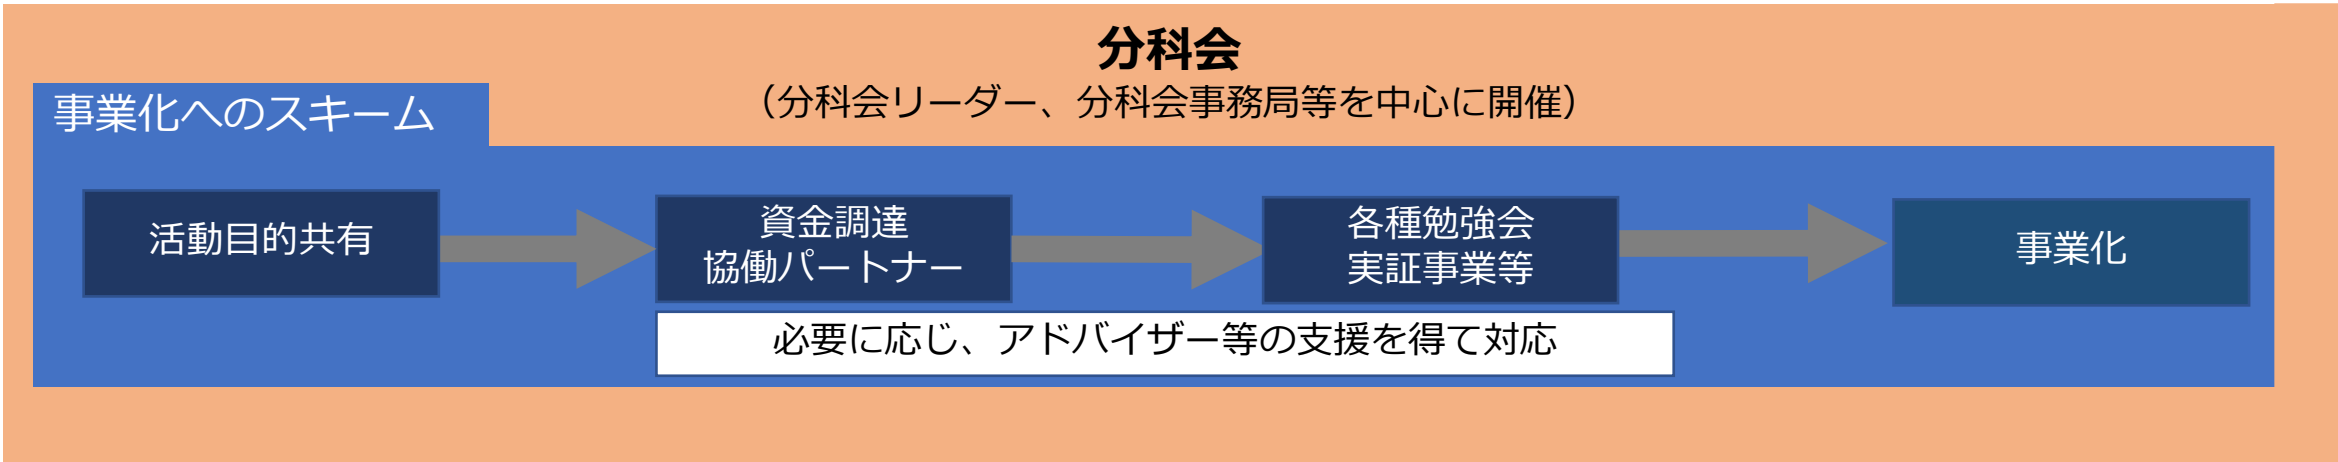 分科会
（分科会リーダー、分科会事務局等を中心に開催）
事業化へのスキーム
活動目的共有
資金調達
協働パートナー
各種勉強会
実証事業等
事業化
必要に応じ、アドバイザー等の支援を得て対応